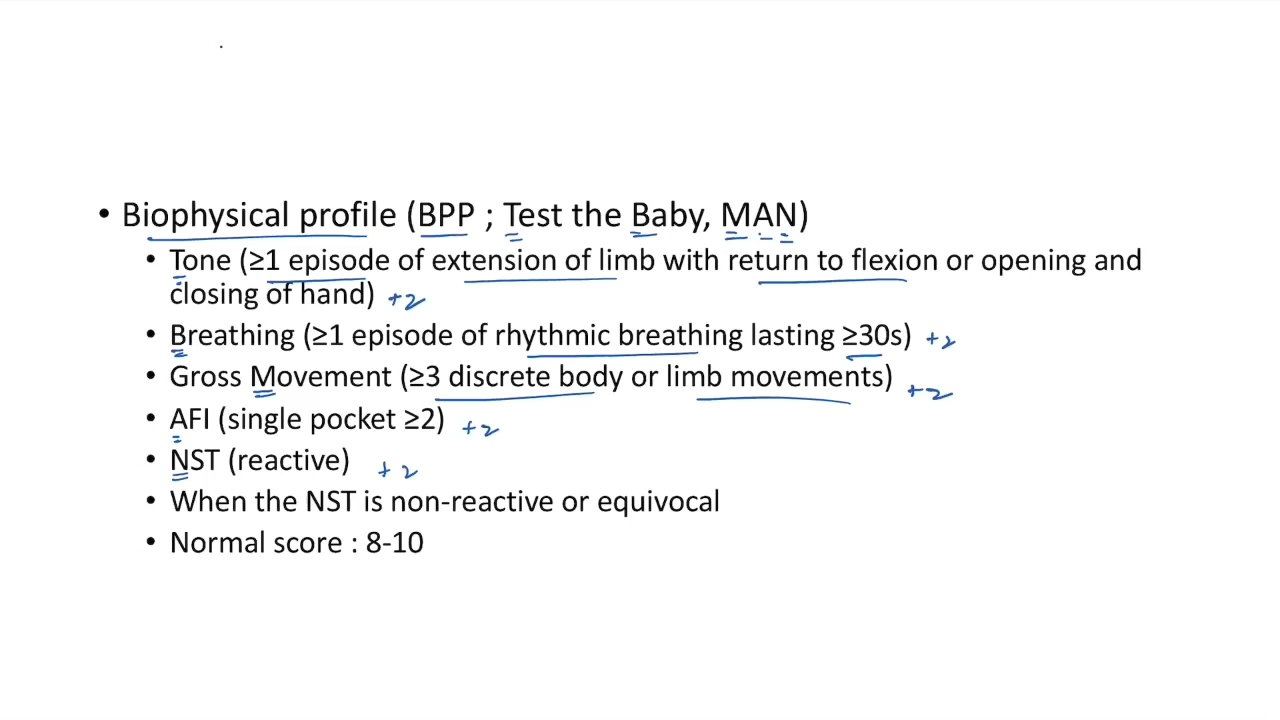 • Biophysical profile (BPP ; Test the Baby, MAN)
• Tone (≥1 episode of extension of limb with return to flexion or opening and
closing of hand) +2
• Breathing (≥1 episode of rhythmic breathing lasting ≥30s) +2
• Gross Movement (≥3 discrete body or limb movements) +2
• AFI (single pocket ≥2) +2
• NST (reactive) +2
• When the NST is non-reactive or equivocal
• Normal score : 8-10